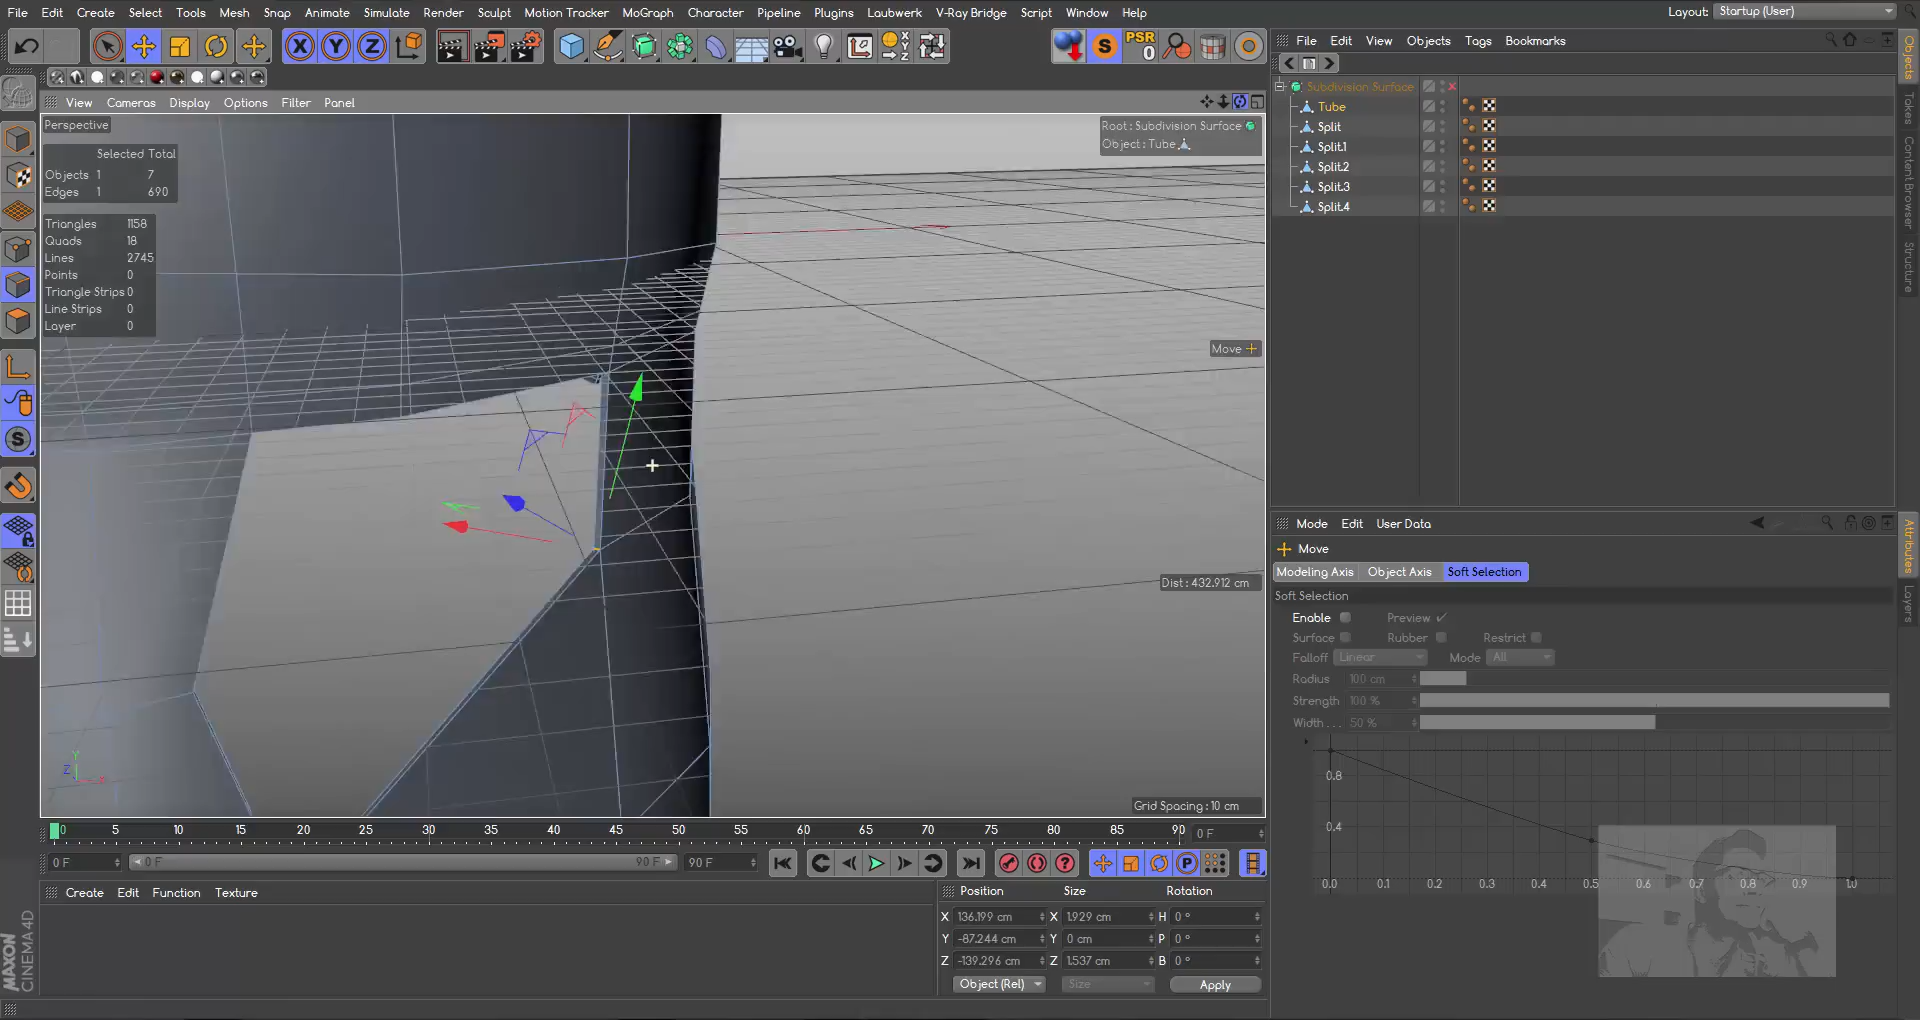 File Edit Create Select Tools Mesh Snap Animate Simulate Render Sculpt Motion Tracker MoGraph Character Pipeline Plugins Laubwerk V-Ray Bridge Script Window Help Layout: Startup (User)
X Y Z S PSR 0
File Edit View Objects Tags Bookmarks
View Cameras Display Options Filter Panel
Perspective
Selected Total
Objects 1 7
Edges 1 690
Triangles 1158
Quads 18
Lines 2745
Points 0
Triangle Strips 0
Line Strips 0
Layer 0
Root : Subdivision Surface
Object : Tube
Move
Dist : 432.912 cm
Grid Spacing : 10 cm
Y
Z X
Subdivision Surface
Tube
Split
Split.1
Split.2
Split.3
Split.4
Objects
Takes
Content Browser
Structure
Mode Edit User Data
Move
Modeling Axis Object Axis Soft Selection
Soft Selection
Enable Preview
Surface Rubber Restrict
Falloff Linear Mode All
Radius 100 cm
Strength 100 %
Width . . . 50 %
0.8
0.4
0.0 0.1 0.2 0.3 0.4 0.5 0.6 0.7 0.8 0.9 1.0
Attributes
Layers
0 5 10 15 20 25 30 35 40 45 50 55 60 65 70 75 80 85 90 0 F
0 F 0 F 90 F 90 F
Create Edit Function Texture
Position Size Rotation
X 136.199 cm X 1.929 cm H 0 °
Y -87.244 cm Y 0 cm P 0 °
Z -139.296 cm Z 1.537 cm B 0 °
Object (Rel) Size Apply
MAXON
CINEMA 4D